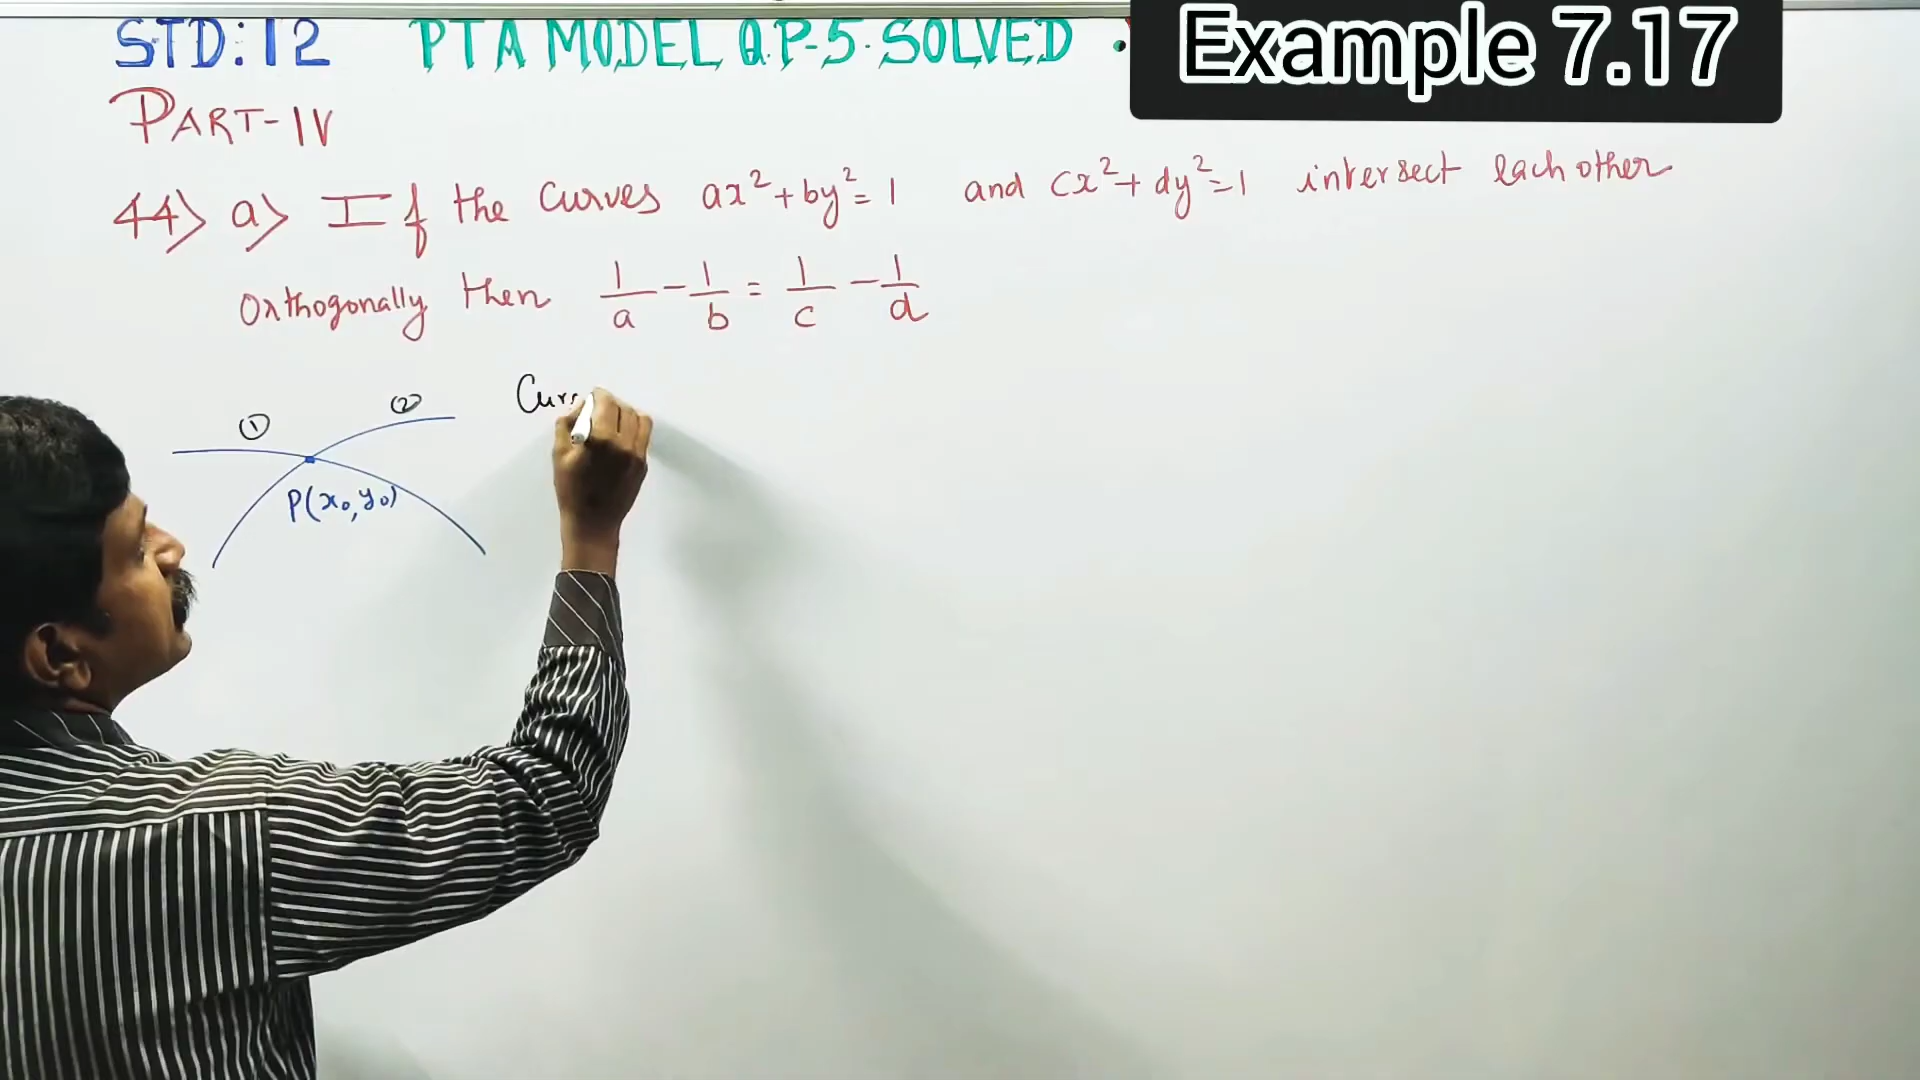 STD:12 PTA MODEL Q.P-5. SOLVED .
Example 7.17
PART-IV
44> a> If the curves ax²+by²=1 and cx²+dy²=1 intersect each other
Orthogonally then 1/a - 1/b = 1/c - 1/d
① ②
P(x₀,y₀)